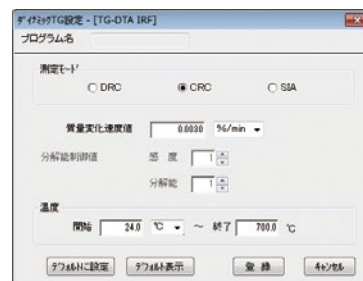 ﾀﾞｲﾅﾐｯｸTG設定 - [TG-DTA IRF]
プログラム名
測定ﾓｰﾄﾞ
DRC CRC SIA
質量変化速度値 0.0030 %/min
分解能制御値 感 度 1
分解能 1
温度
開始 24.0 ℃ ～ 終了 700.0 ℃
ﾃﾞﾌｫﾙﾄに設定 ﾃﾞﾌｫﾙﾄ表示 登 録 ｷｬﾝｾﾙ